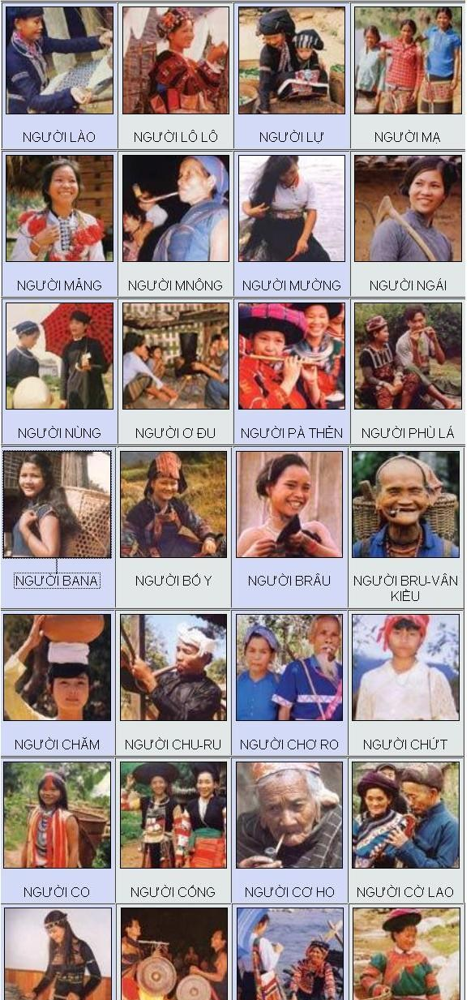 NGƯỜI LÀO
NGƯỜI LÔ LÔ
NGƯỜI LỰ
NGƯỜI MẠ
NGƯỜI MẢNG
NGƯỜI MNÔNG
NGƯỜI MƯỜNG
NGƯỜI NGÁI
NGƯỜI NÙNG
NGƯỜI Ơ ĐU
NGƯỜI PÀ THẺN
NGƯỜI PHÙ LÁ
NGƯỜI BANA
NGƯỜI BỐ Y
NGƯỜI BRÂU
NGƯỜI BRU-VÂN
KIỀU
NGƯỜI CHĂM
NGƯỜI CHU-RU
NGƯỜI CHƠ RO
NGƯỜI CHỨT
NGƯỜI CO
NGƯỜI CỐNG
NGƯỜI CƠ HO
NGƯỜI CỜ LAO